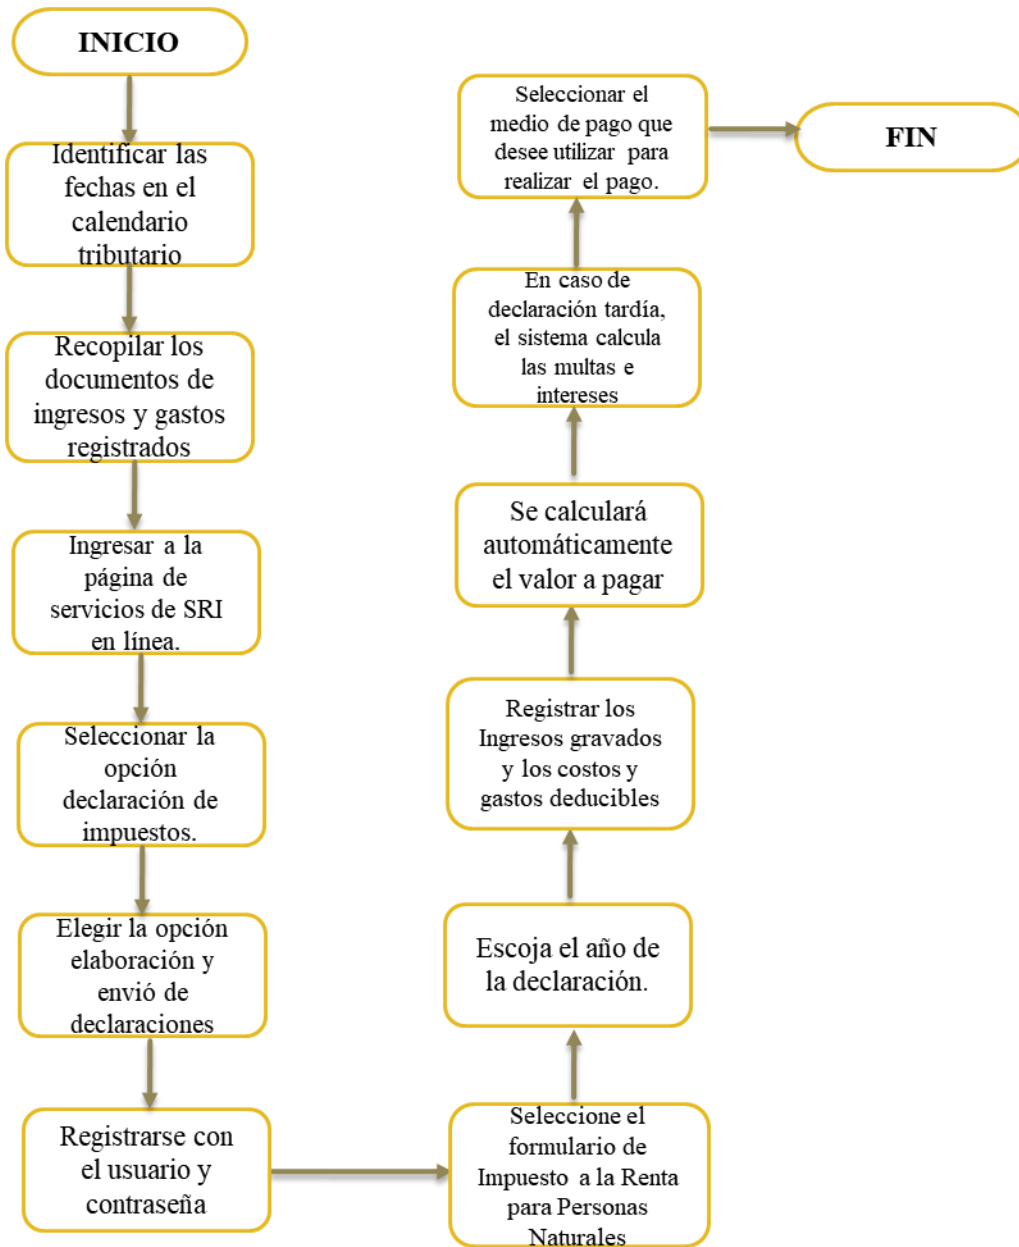 INICIO
Identificar las
fechas en el
calendario
tributario
Recopilar los
documentos de
ingresos y gastos
registrados
Ingresar a la
página de
servicios de SRI
en línea.
Seleccionar la
opción
declaración de
impuestos.
Elegir la opción
elaboración y
envió de
declaraciones
Registrarse con
el usuario y
contraseña
Seleccione el
formulario de
Impuesto a la Renta
para Personas
Naturales
Escoja el año de
la declaración.
Registrar los
Ingresos gravados
y los costos y
gastos deducibles
Se calculará
automáticamente
el valor a pagar
En caso de
declaración tardía,
el sistema calcula
las multas e
intereses
Seleccionar el
medio de pago que
desee utilizar para
realizar el pago.
FIN